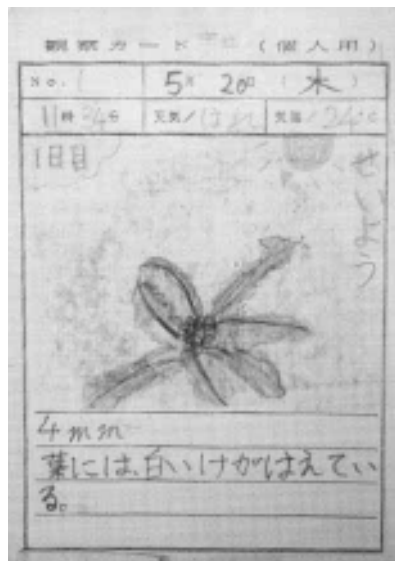 観察カード (個人用)
No. 1 5月 20日 (木)
11時 34分 天気/はれ 気温/24℃
1日目
せいよう
4mm
葉には、白いけがはえてい
る。